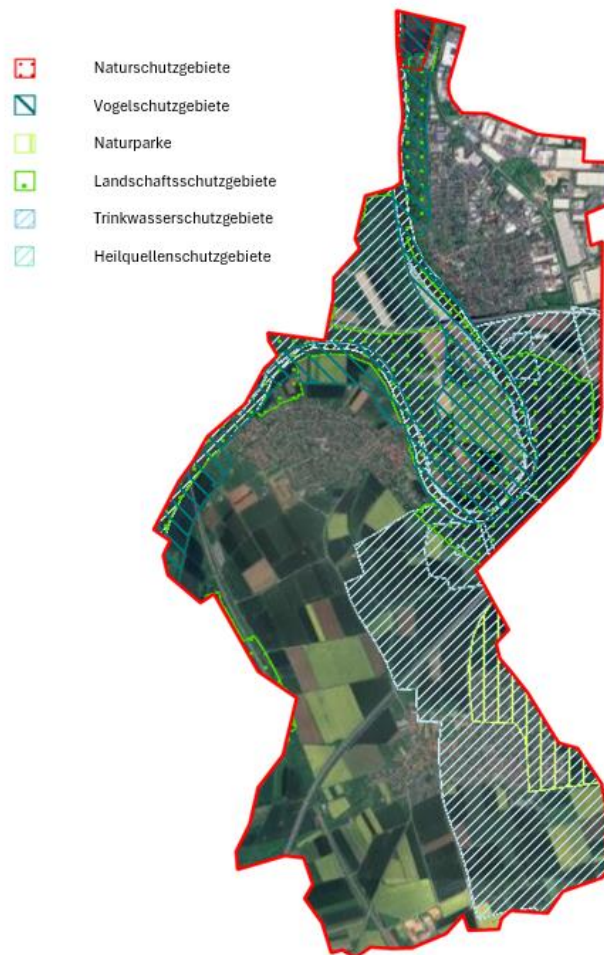 Naturschutzgebiete
Vogelschutzgebiete
Naturparke
Landschaftsschutzgebiete
Trinkwasserschutzgebiete
Heilquellenschutzgebiete